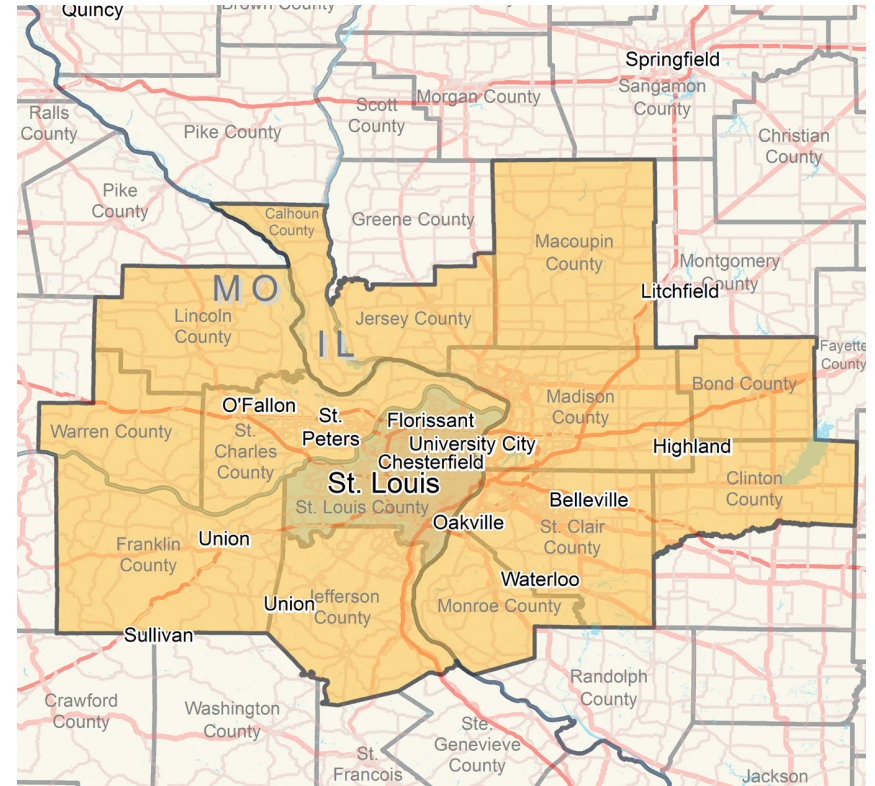 Quincy
Brown County
Springfield
Sangamon
County
Morgan County
Scott
County
Ralls
County
Pike County
Christian
County
Pike
County
Calhoun
County
Greene County
Macoupin
County
Montgomery
County
MO
Litchfield
Lincoln
County
Jersey County
IL
Fayette
County
Bond County
O'Fallon
St.
Peters
Florissant
Madison
County
Warren County
St.
Charles
County
University City
Highland
Chesterfield
St. Louis
Clinton
County
St. Louis County
Belleville
Oakville
St. Clair
County
Union
Franklin
County
Waterloo
Union
Jefferson
County
Monroe County
Sullivan
Randolph
County
Crawford
County
Washington
County
Ste.
Genevieve
County
St.
Francois
Jackson